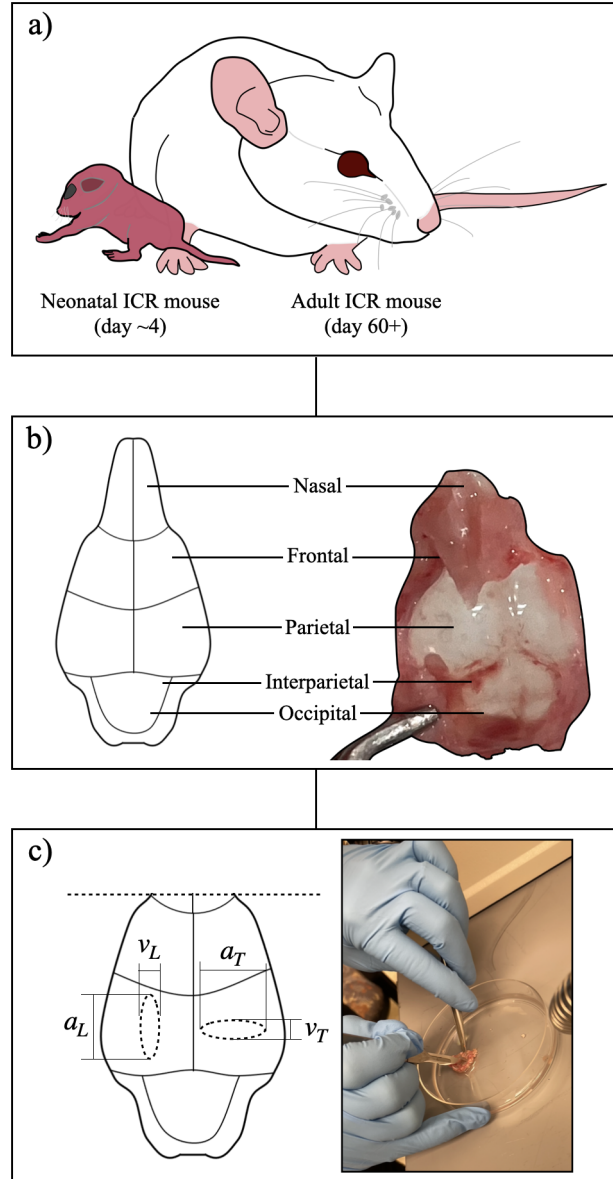 a)
Neonatal ICR mouse
(day ~4)
Adult ICR mouse
(day 60+)
b)
Nasal
Frontal
Parietal
Interparietal
Occipital
c)
v_L
a_T
a_L
v_T